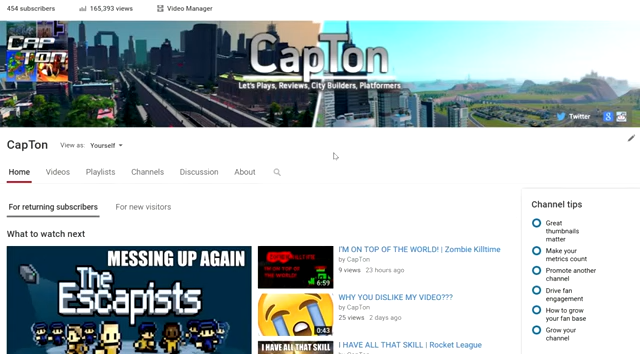 454 subscribers
165,393 views
Video Manager
CAP
TON
CapTon
Let's Plays, Reviews, City Builders, Platformers
Twitter
CapTon
View as: Yourself
Home
Videos
Playlists
Channels
Discussion
About
For returning subscribers
For new visitors
What to watch next
MESSING UP AGAIN
The
Escapists
6:59
I'M ON TOP OF THE WORLD! | Zombie Killtime
by CapTon
9 views 23 hours ago
0:43
WHY YOU DISLIKE MY VIDEO???
by CapTon
25 views 2 days ago
I HAVE ALL THAT SKILL
I HAVE ALL THAT SKILL | Rocket League
Channel tips
Great
thumbnails
matter
Make your
metrics count
Promote another
channel
Drive fan
engagement
How to grow
your fan base
Grow your
channel